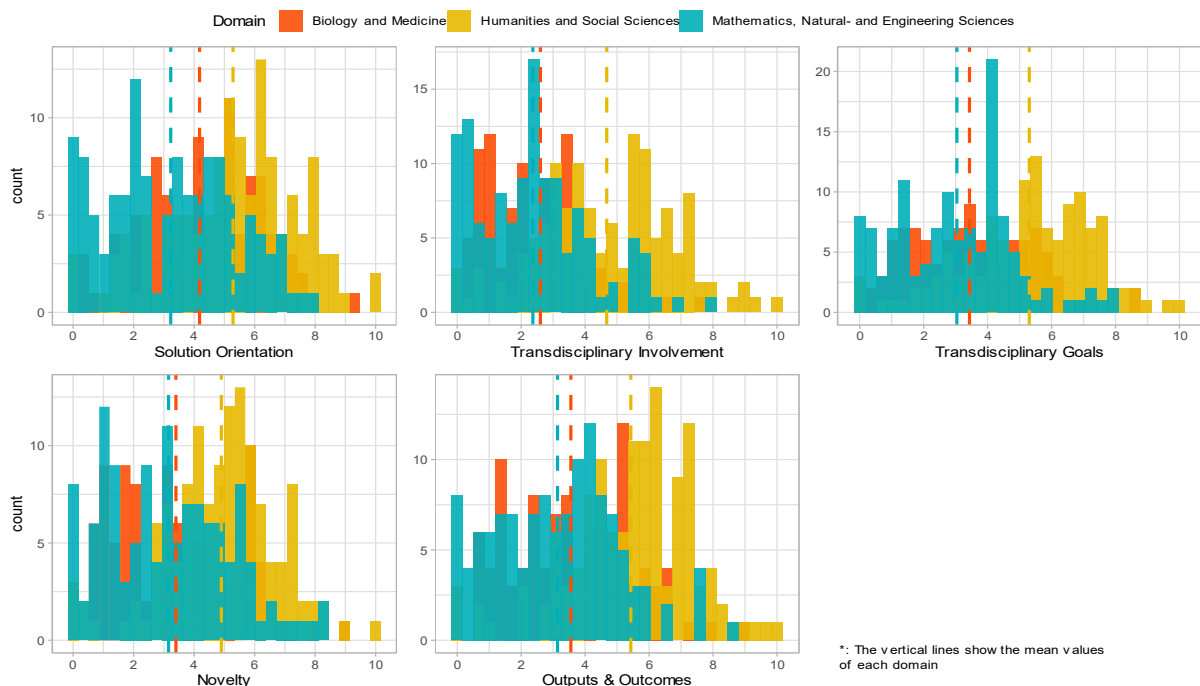 Domain Biology and Medicine Humanities and Social Sciences Mathematics, Natural- and Engineering Sciences
count
10
5
0
0 2 4 6 8 10
Solution Orientation
15
10
5
0
0 2 4 6 8 10
Transdisciplinary Involvement
20
15
10
5
0
0 2 4 6 8 10
Transdisciplinary Goals
count
10
5
0
0 2 4 6 8 10
Novelty
15
10
5
0
0 2 4 6 8 10
Outputs & Outcomes
*: The vertical lines show the mean values
of each domain